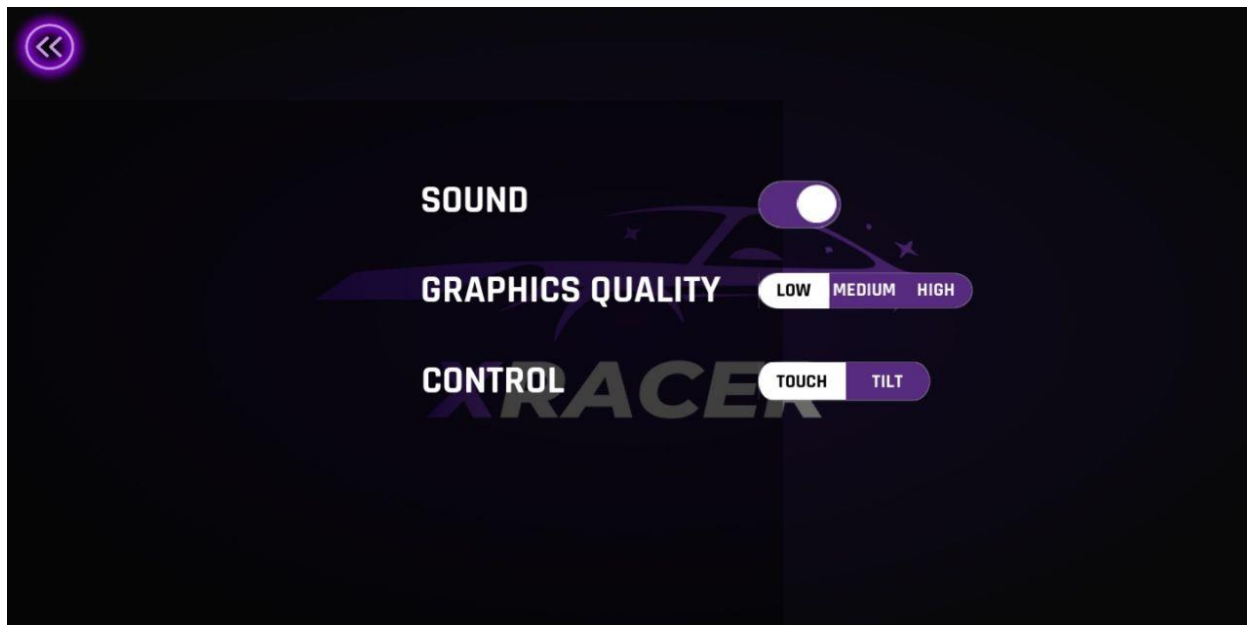 SOUND
GRAPHICS QUALITY LOW MEDIUM HIGH
CONTROL TOUCH TILT
XRACER